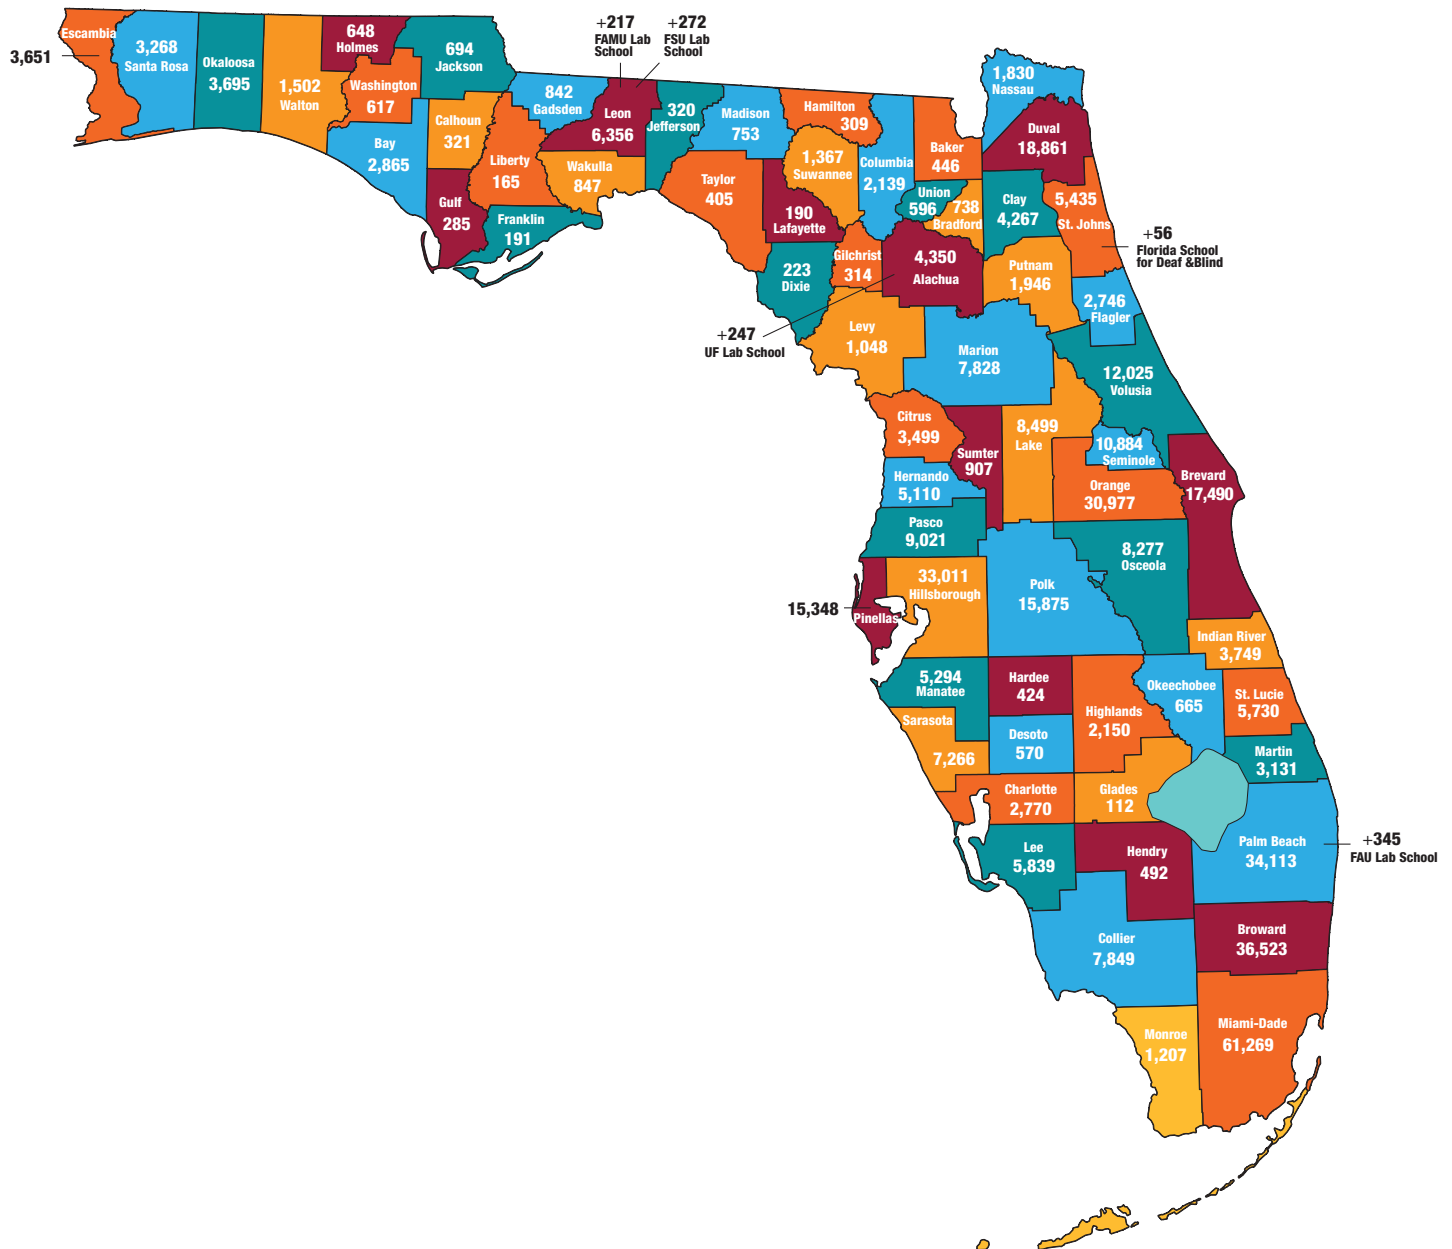 +217
FAMU Lab
School
+272
FSU Lab
School
Escambia
3,651
3,268
Santa Rosa
Okaloosa
3,695
1,502
Walton
648
Holmes
Washington
617
694
Jackson
Bay
2,865
Calhoun
321
Gulf
285
Liberty
165
842
Gadsden
Franklin
191
Leon
6,356
Wakulla
847
320
Jefferson
Madison
753
Taylor
405
Hamilton
309
1,367
Suwannee
190
Lafayette
223
Dixie
Columbia
2,139
Gilchrist
314
Baker
446
Union
596
738
Bradford
1,830
Nassau
Duval
18,861
Clay
4,267
5,435
St. Johns
+56
Florida School
for Deaf &Blind
4,350
Alachua
+247
UF Lab School
Putnam
1,946
2,746
Flagler
Levy
1,048
Marion
7,828
12,025
Volusia
Citrus
3,499
Sumter
907
8,499
Lake
10,884
Seminole
Hernando
5,110
Orange
30,977
Brevard
17,490
Pasco
9,021
8,277
Osceola
33,011
Hillsborough
Polk
15,875
15,348
Pinellas
Indian River
3,749
5,294
Manatee
Hardee
424
Highlands
2,150
Okeechobee
665
St. Lucie
5,730
Sarasota
7,266
Desoto
570
Martin
3,131
Charlotte
2,770
Glades
112
Lee
5,839
Hendry
492
Palm Beach
34,113
+345
FAU Lab School
Collier
7,849
Broward
36,523
Monroe
1,207
Miami-Dade
61,269